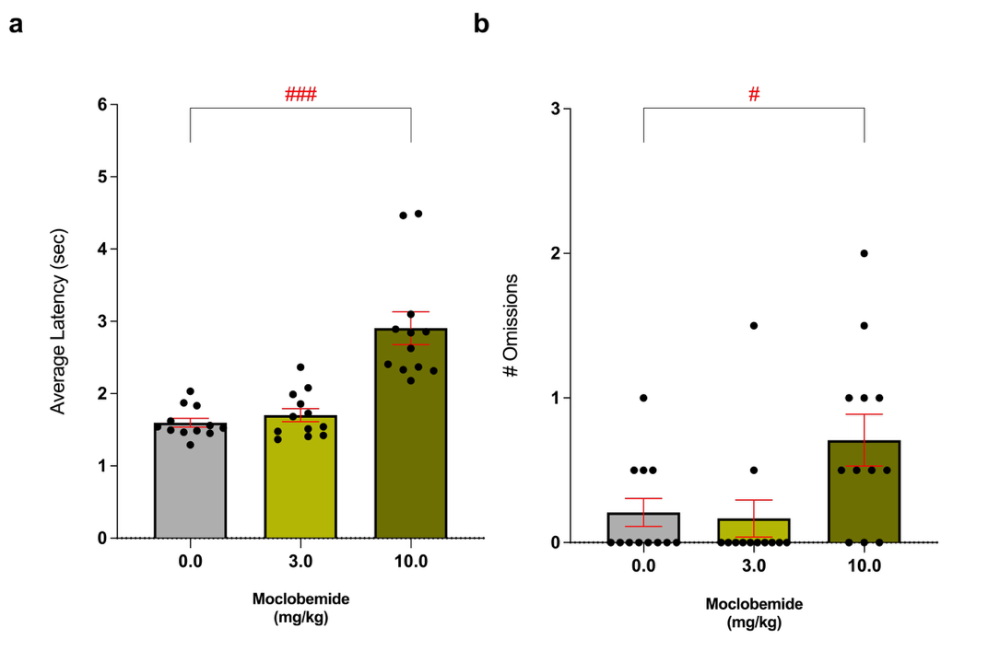 a
###
6
5
4
3
2
1
0
Average Latency (sec)
0.0 3.0 10.0
Moclobemide
(mg/kg)
b
#
3
2
1
0
# Omissions
0.0 3.0 10.0
Moclobemide
(mg/kg)